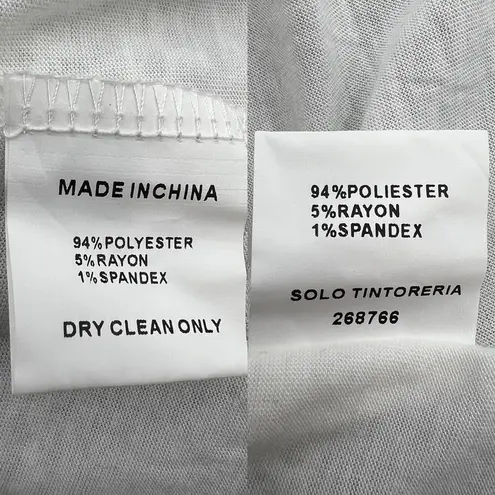 MADE INCHINA
94%POLYESTER
5%RAYON
1%SPANDEX
DRY CLEAN ONLY
94%POLIESTER
5%RAYON
1%SPANDEX
SOLO TINTORERIA
268766